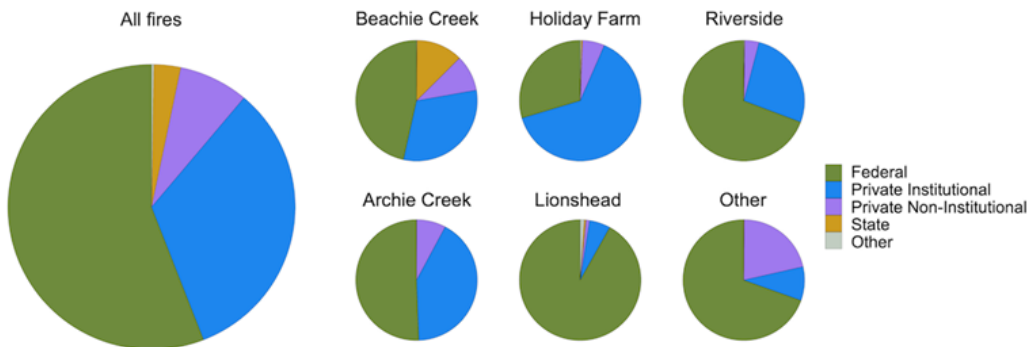 All fires
Beachie Creek
Holiday Farm
Riverside
Archie Creek
Lionshead
Other
Federal
Private Institutional
Private Non-Institutional
State
Other